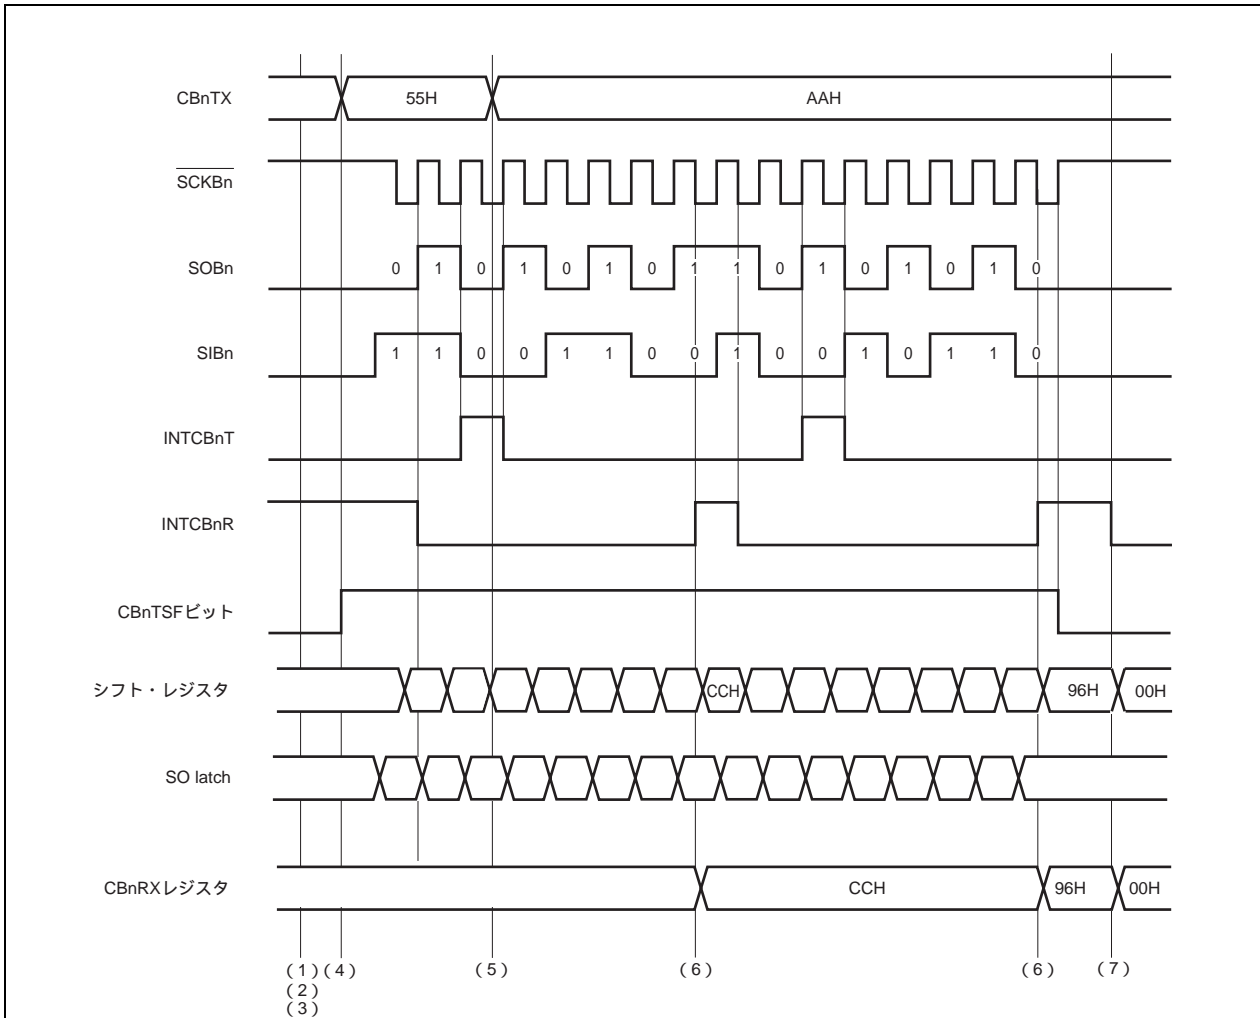 CBnTX 55H AAH
SCKBn
SOBn 0 1 0 1 0 1 0 1 1 0 1 0 1 0 1 0
SIBn 1 1 0 0 1 1 0 0 1 0 0 1 0 1 1 0
INTCBnT
INTCBnR
CBnTSFビット
シフト・レジスタ CCH 96H 00H
SO latch
CBnRXレジスタ CCH 96H 00H
(1) (4) (5) (6) (6) (7)
(2)
(3)